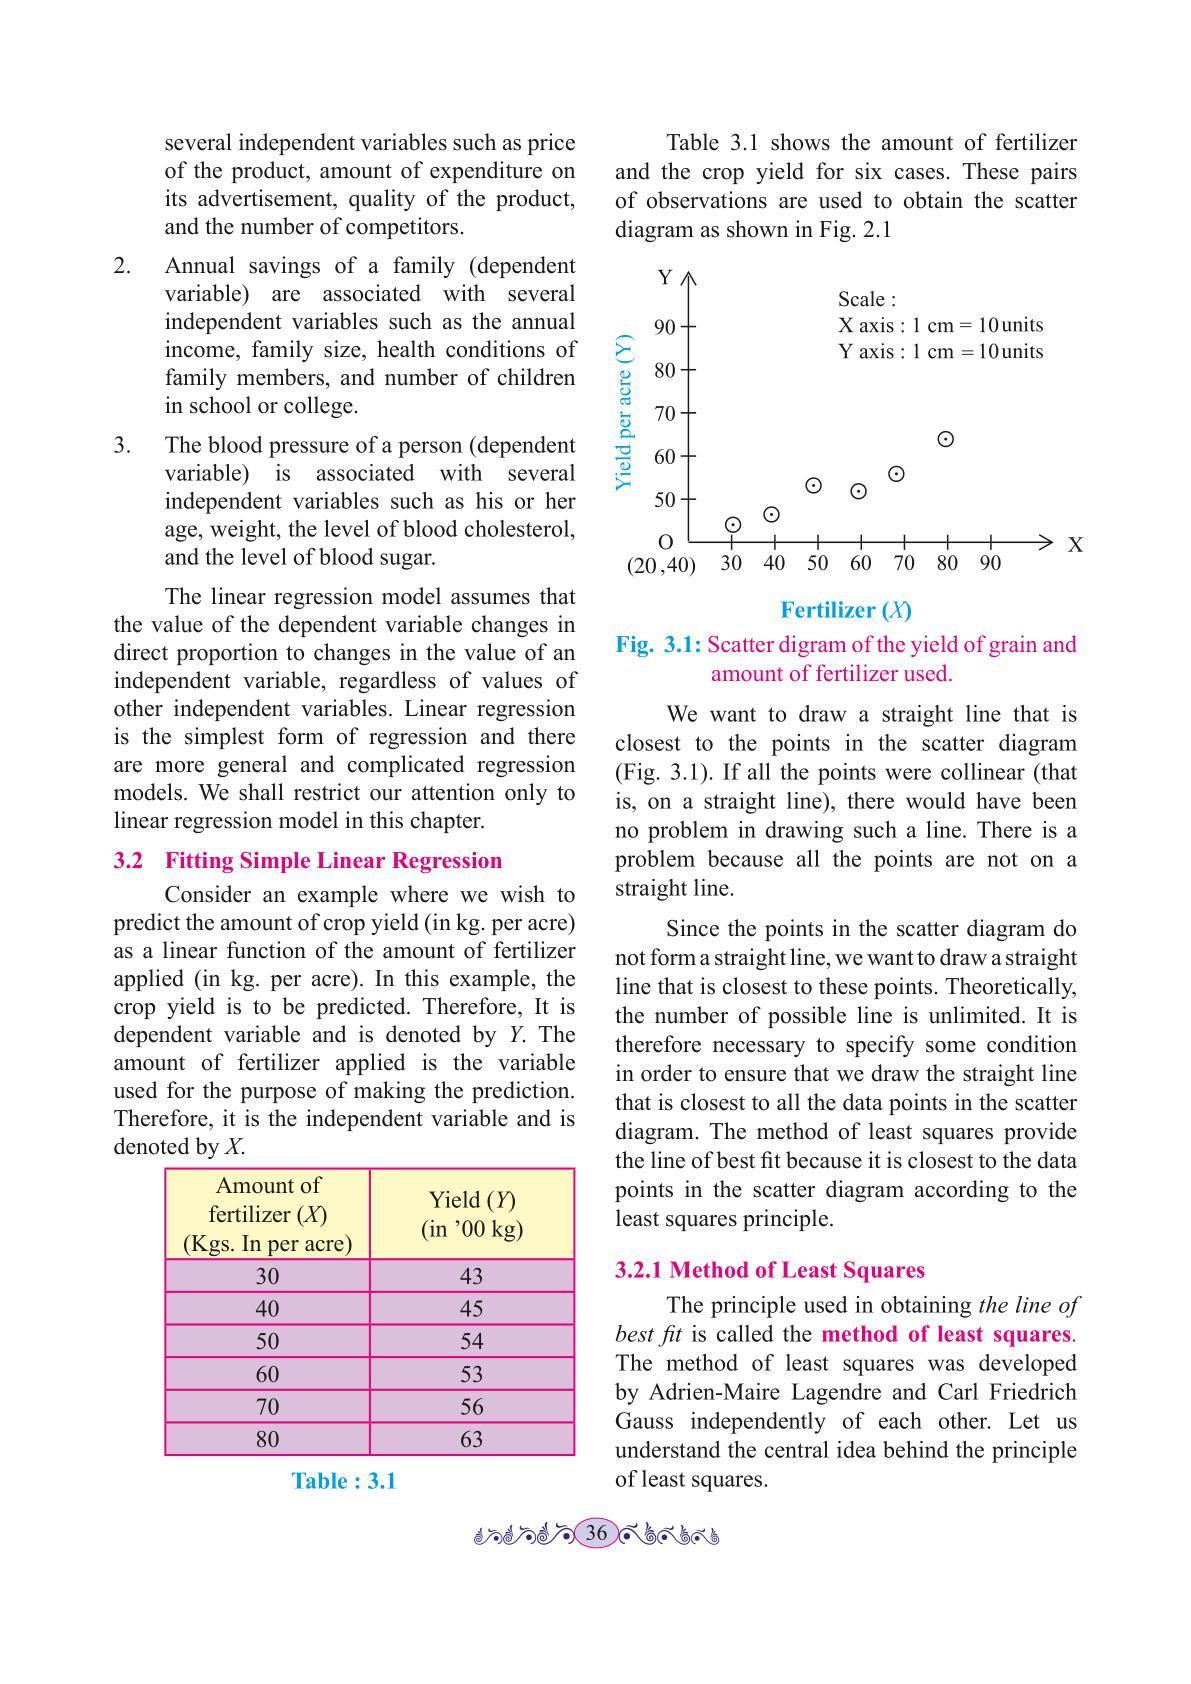 several independent variables such as price
of the product, amount of expenditure on
its advertisement, quality of the product,
and the number of competitors.
2. Annual savings of a family (dependent
variable) are associated with several
independent variables such as the annual
income, family size, health conditions of
family members, and number of children
in school or college.
3. The blood pressure of a person (dependent
variable) is associated with several
independent variables such as his or her
age, weight, the level of blood cholesterol,
and the level of blood sugar.
The linear regression model assumes that
the value of the dependent variable changes in
direct proportion to changes in the value of an
independent variable, regardless of values of
other independent variables. Linear regression
is the simplest form of regression and there
are more general and complicated regression
models. We shall restrict our attention only to
linear regression model in this chapter.
3.2 Fitting Simple Linear Regression
Consider an example where we wish to
predict the amount of crop yield (in kg. per acre)
as a linear function of the amount of fertilizer
applied (in kg. per acre). In this example, the
crop yield is to be predicted. Therefore, It is
dependent variable and is denoted by Y. The
amount of fertilizer applied is the variable
used for the purpose of making the prediction.
Therefore, it is the independent variable and is
denoted by X.
Amount of
fertilizer (X)
(Kgs. In per acre)
Yield (Y)
(in ’00 kg)
30 43
40 45
50 54
60 53
70 56
80 63
Table : 3.1
Table 3.1 shows the amount of fertilizer
and the crop yield for six cases. These pairs
of observations are used to obtain the scatter
diagram as shown in Fig. 2.1
Y
Scale :
X axis : 1 cm = 10 units
Y axis : 1 cm = 10 units
Yield per acre (Y)
90
80
70
60
50
O
(20 ,40) 30 40 50 60 70 80 90
X
Fertilizer (X)
Fig. 3.1: Scatter digram of the yield of grain and
amount of fertilizer used.
We want to draw a straight line that is
closest to the points in the scatter diagram
(Fig. 3.1). If all the points were collinear (that
is, on a straight line), there would have been
no problem in drawing such a line. There is a
problem because all the points are not on a
straight line.
Since the points in the scatter diagram do
not form a straight line, we want to draw a straight
line that is closest to these points. Theoretically,
the number of possible line is unlimited. It is
therefore necessary to specify some condition
in order to ensure that we draw the straight line
that is closest to all the data points in the scatter
diagram. The method of least squares provide
the line of best fit because it is closest to the data
points in the scatter diagram according to the
least squares principle.
3.2.1 Method of Least Squares
The principle used in obtaining the line of
best fit is called the method of least squares.
The method of least squares was developed
by Adrien-Maire Lagendre and Carl Friedrich
Gauss independently of each other. Let us
understand the central idea behind the principle
of least squares.
36